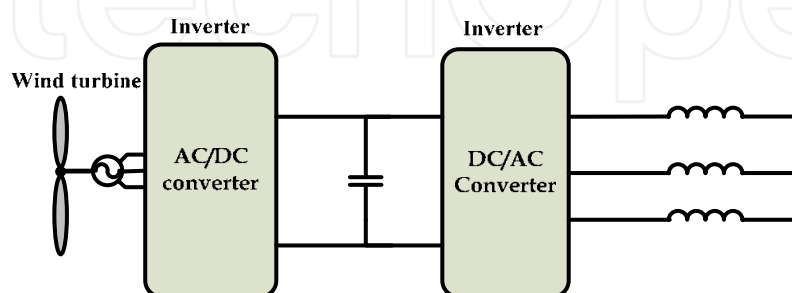 Inverter
Inverter
Wind turbine
AC/DC
converter
DC/AC
Converter